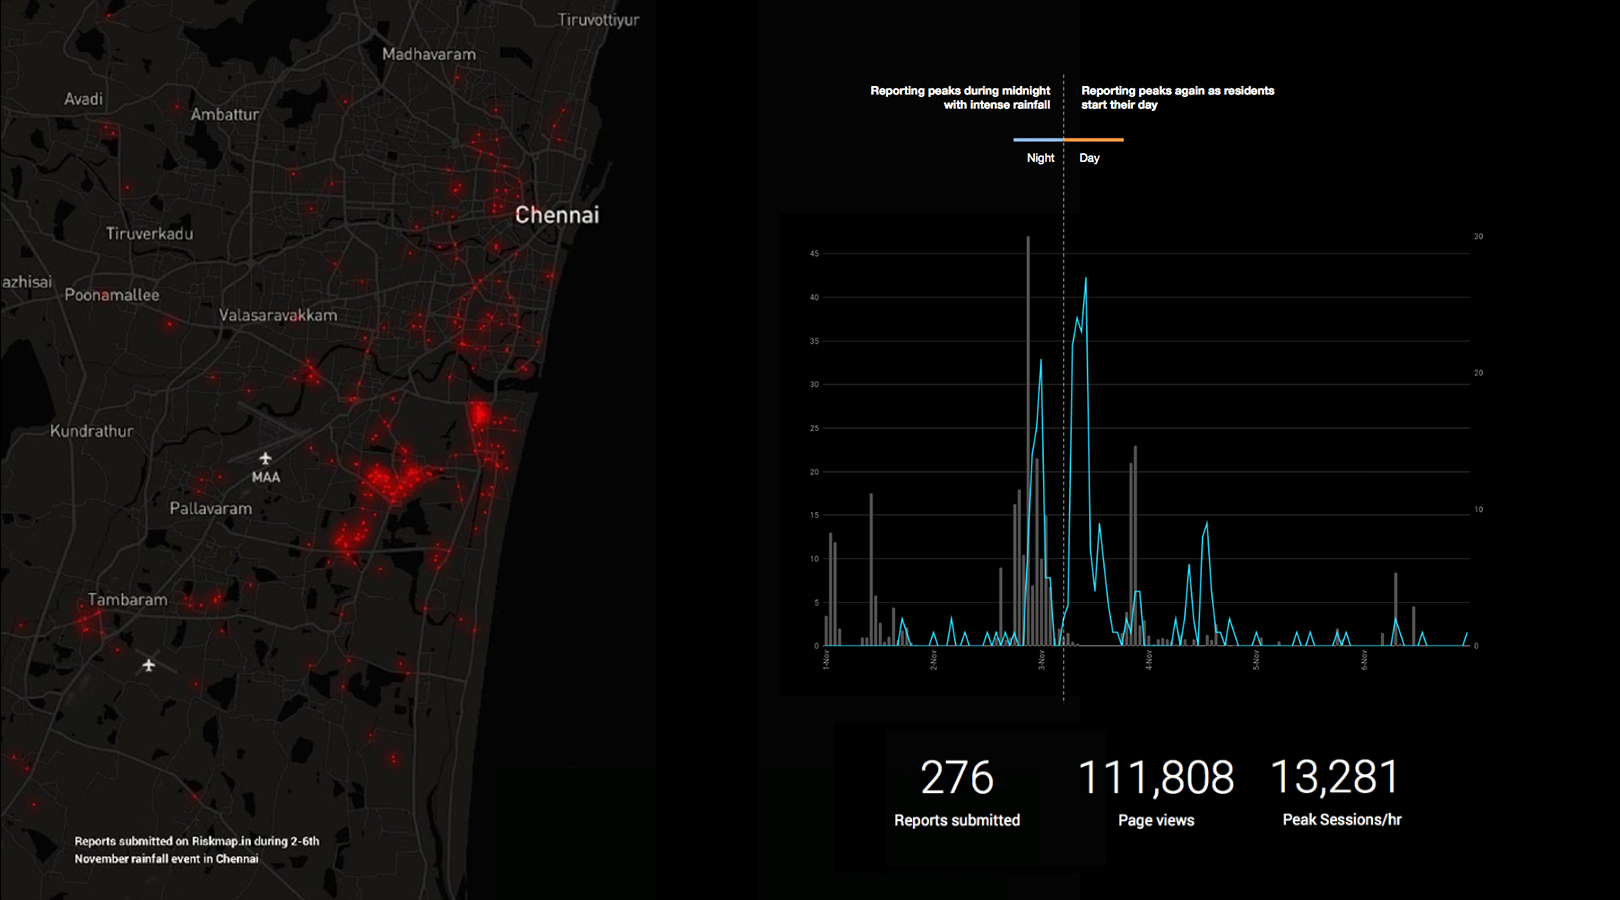 Tiruvottiyur
Madhavaram
Avadi
Ambattur
Chennai
Tiruverkadu
azhisai
Poonamallee
Valasaravakkam
Kundrathur
MAA
Pallavaram
Tambaram
Reports submitted on Riskmap.in during 2-6th
November rainfall event in Chennai
Reporting peaks during midnight
with intense rainfall
Reporting peaks again as residents
start their day
Night
Day
45
40
35
30
25
20
15
10
5
0
30
20
10
0
1-Nov
2-Nov
3-Nov
4-Nov
5-Nov
6-Nov
276
Reports submitted
111,808
Page views
13,281
Peak Sessions/hr